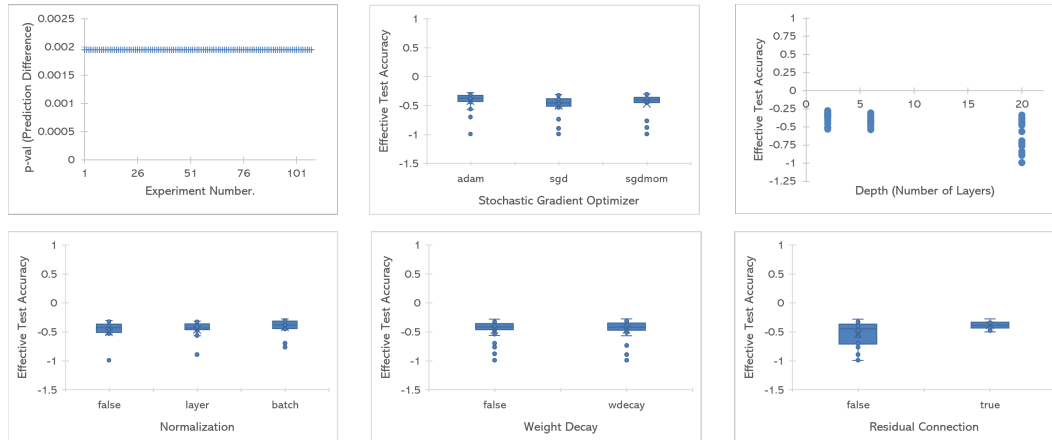 p-val (Prediction Difference)
0.0025
0.002
0.0015
0.001
0.0005
0
1 26 51 76 101
Experiment Number.
Effective Test Accuracy
1
0.5
0
-0.5
-1
-1.5
adam sgd sgdmom
Stochastic Gradient Optimizer
Effective Test Accuracy
1
0.75
0.5
0.25
0
-0.25
-0.5
-0.75
-1
-1.25
0 5 10 15 20
Depth (Number of Layers)
Effective Test Accuracy
1
0.5
0
-0.5
-1
-1.5
false layer batch
Normalization
Effective Test Accuracy
1
0.5
0
-0.5
-1
-1.5
false wdecay
Weight Decay
Effective Test Accuracy
1
0.5
0
-0.5
-1
-1.5
false true
Residual Connection